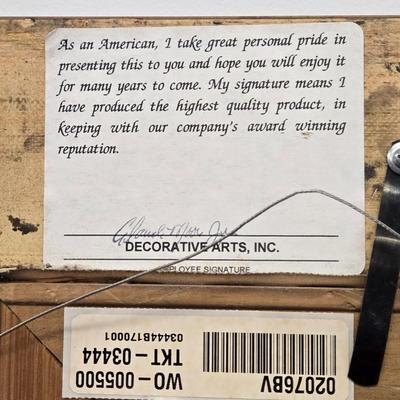 As an American, I take great personal pride in
presenting this to you and hope you will enjoy it
for many years to come. My signature means I
have produced the highest quality product, in
keeping with our company's award winning
reputation.
DECORATIVE ARTS, INC.
EMPLOYEE SIGNATURE
02076BV
WO-005500
TKT-03444
03444B170001